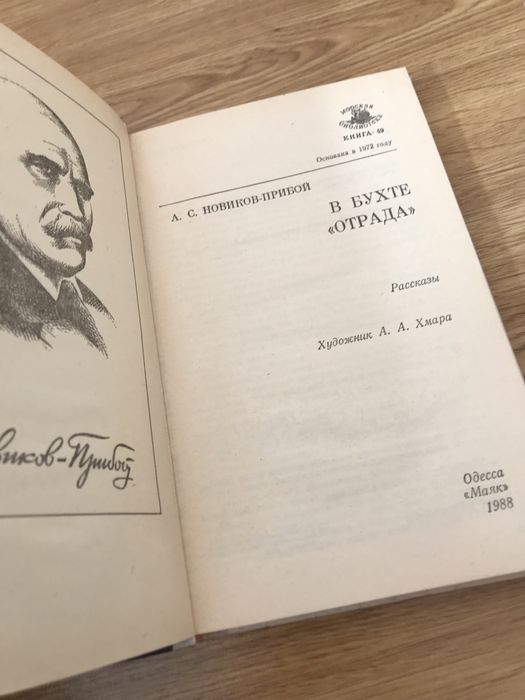 МОРСКАЯ
БИБЛИОТЕКА
КНИГА-49
Основана в 1972 году
А. С. НОВИКОВ-ПРИБОЙ
В БУХТЕ
«ОТРАДА»
Рассказы
Художник А. А. Хмара
Одесса
«Маяк»
1988
виков-Прибой